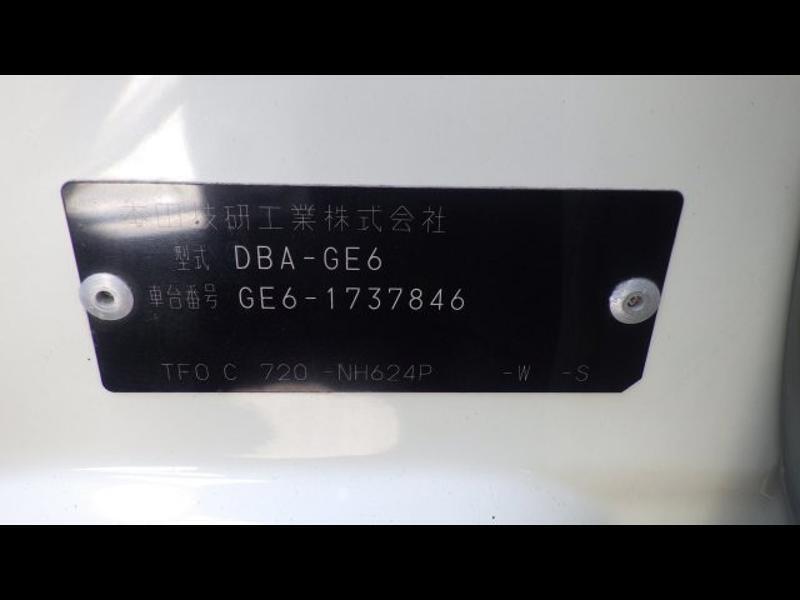 本田技研工業株式会社
型式 DBA-GE6
車台番号 GE6-1737846
TF0 C 720 -NH624P -W -S